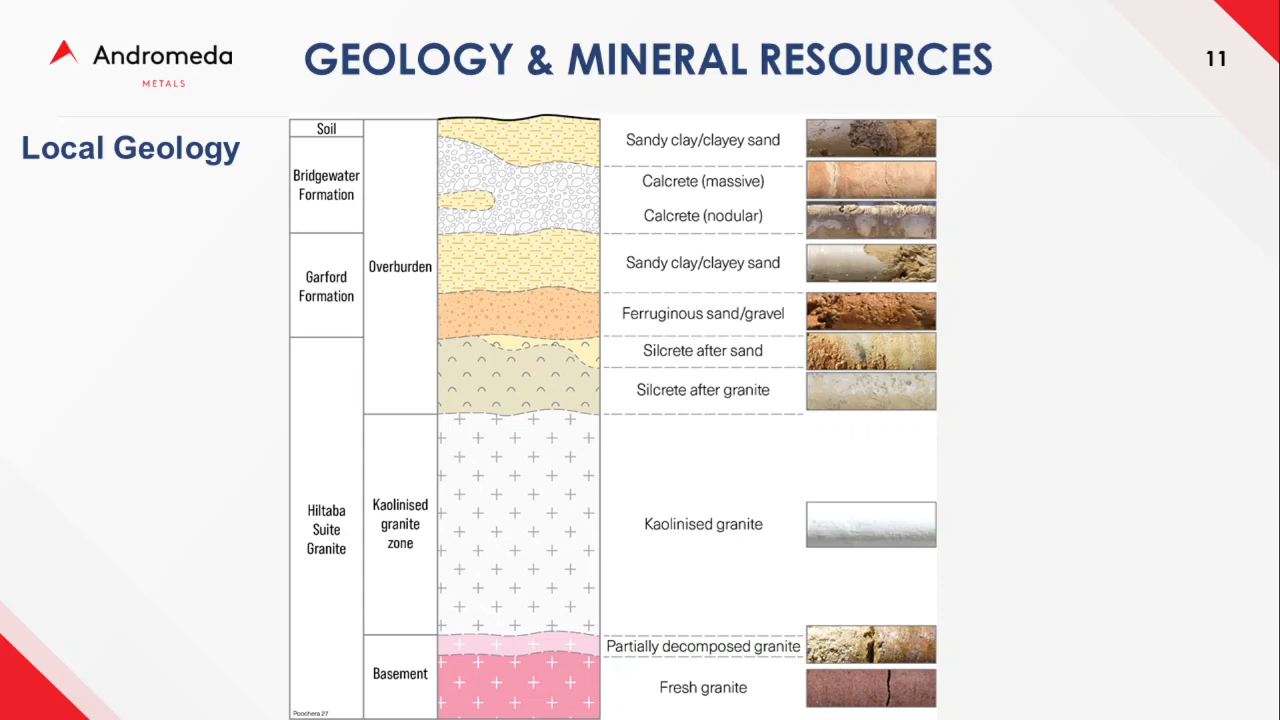 Andromeda
METALS
GEOLOGY & MINERAL RESOURCES
11
Local Geology
Soil
Bridgewater
Formation
Garford
Formation
Hiltaba
Suite
Granite
Overburden
Kaolinised
granite
zone
Basement
Sandy clay/clayey sand
Calcrete (massive)
Calcrete (nodular)
Sandy clay/clayey sand
Ferruginous sand/gravel
Silcrete after sand
Silcrete after granite
Kaolinised granite
Partially decomposed granite
Fresh granite
Poochera 27